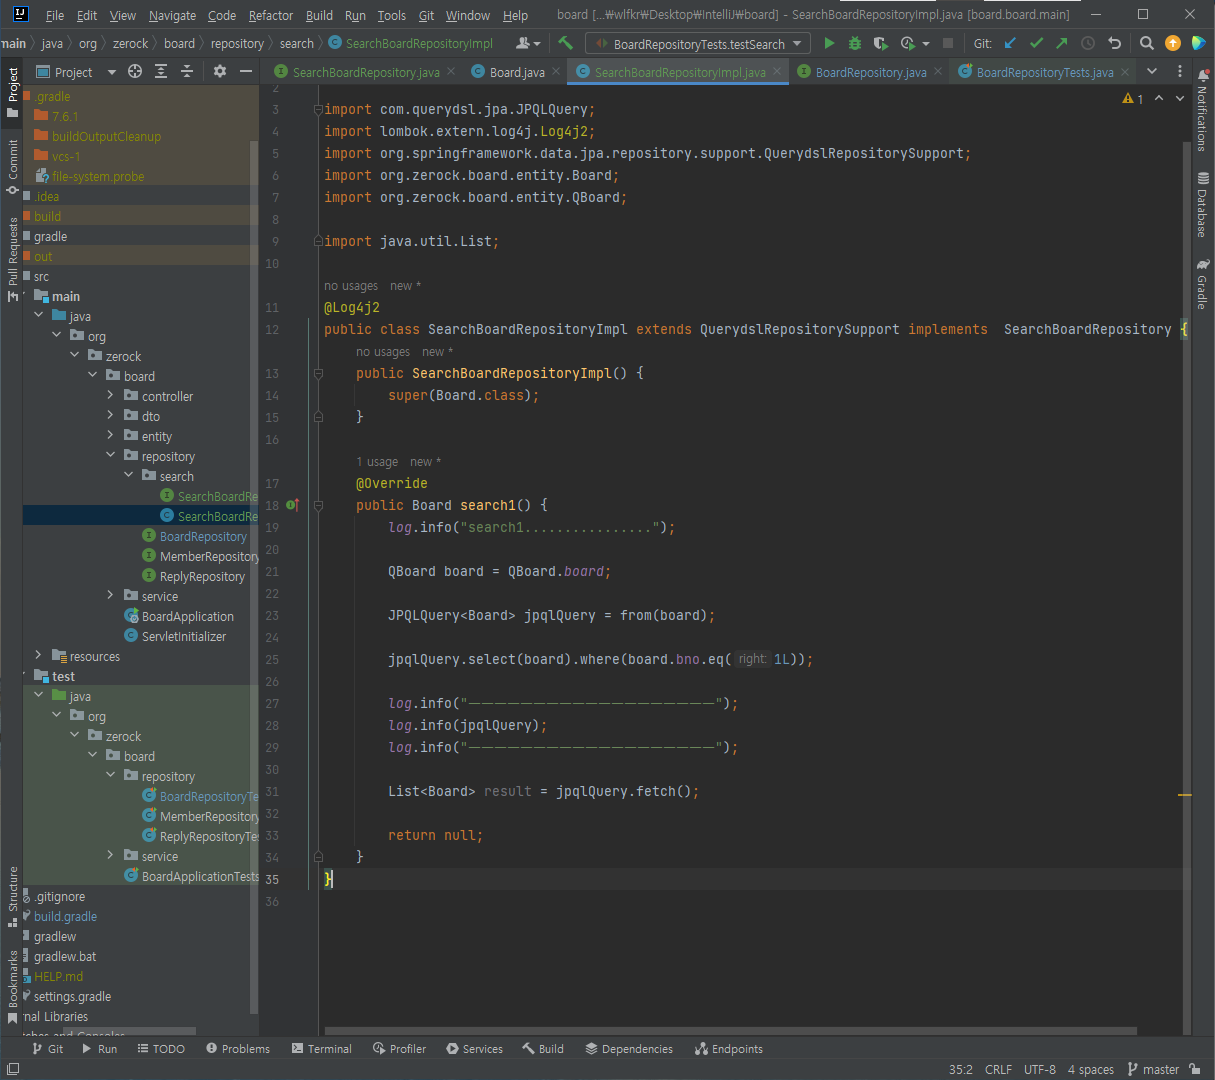 File Edit View Navigate Code Refactor Build Run Tools Git Window Help board [...₩wlfkr₩Desktop₩IntelliJ₩board] - SearchBoardRepositoryImpl.java [board.board.main]
main java org zerock board repository search SearchBoardRepositoryImpl BoardRepositoryTests.testSearch Git:
Project SearchBoardRepository.java Board.java SearchBoardRepositoryImpl.java BoardRepository.java BoardRepositoryTests.java
Project
Commit
Pull Requests
Structure
Bookmarks
.gradle
7.6.1
buildOutputCleanup
vcs-1
file-system.probe
.idea
build
gradle
out
src
main
java
org
zerock
board
controller
dto
entity
repository
search
SearchBoardRe
SearchBoardRe
BoardRepository
MemberRepository
ReplyRepository
service
BoardApplication
ServletInitializer
resources
test
java
org
zerock
board
repository
BoardRepositoryTe
MemberRepository
ReplyRepositoryTe
service
BoardApplicationTests
.gitignore
build.gradle
gradlew
gradlew.bat
HELP.md
settings.gradle
nal Libraries
tches and Consoles
2
3 import com.querydsl.jpa.JPQLQuery;
4 import lombok.extern.log4j.Log4j2;
5 import org.springframework.data.jpa.repository.support.QuerydslRepositorySupport;
6 import org.zerock.board.entity.Board;
7 import org.zerock.board.entity.QBoard;
8
9 import java.util.List;
10
no usages new *
11 @Log4j2
12 public class SearchBoardRepositoryImpl extends QuerydslRepositorySupport implements  SearchBoardRepository {
no usages new *
13 public SearchBoardRepositoryImpl() {
14 super(Board.class);
15 }
16
1 usage new *
17 @Override
18 public Board search1() {
19 log.info("search1................");
20
21 QBoard board = QBoard.board;
22
23 JPQLQuery<Board> jpqlQuery = from(board);
24
25 jpqlQuery.select(board).where(board.bno.eq( right: 1L));
26
27 log.info("———————————————————");
28 log.info(jpqlQuery);
29 log.info("———————————————————");
30
31 List<Board> result = jpqlQuery.fetch();
32
33 return null;
34 }
35 }
36
1
Notifications
Database
Gradle
Git Run TODO Problems Terminal Profiler Services Build Dependencies Endpoints
35:2 CRLF UTF-8 4 spaces master